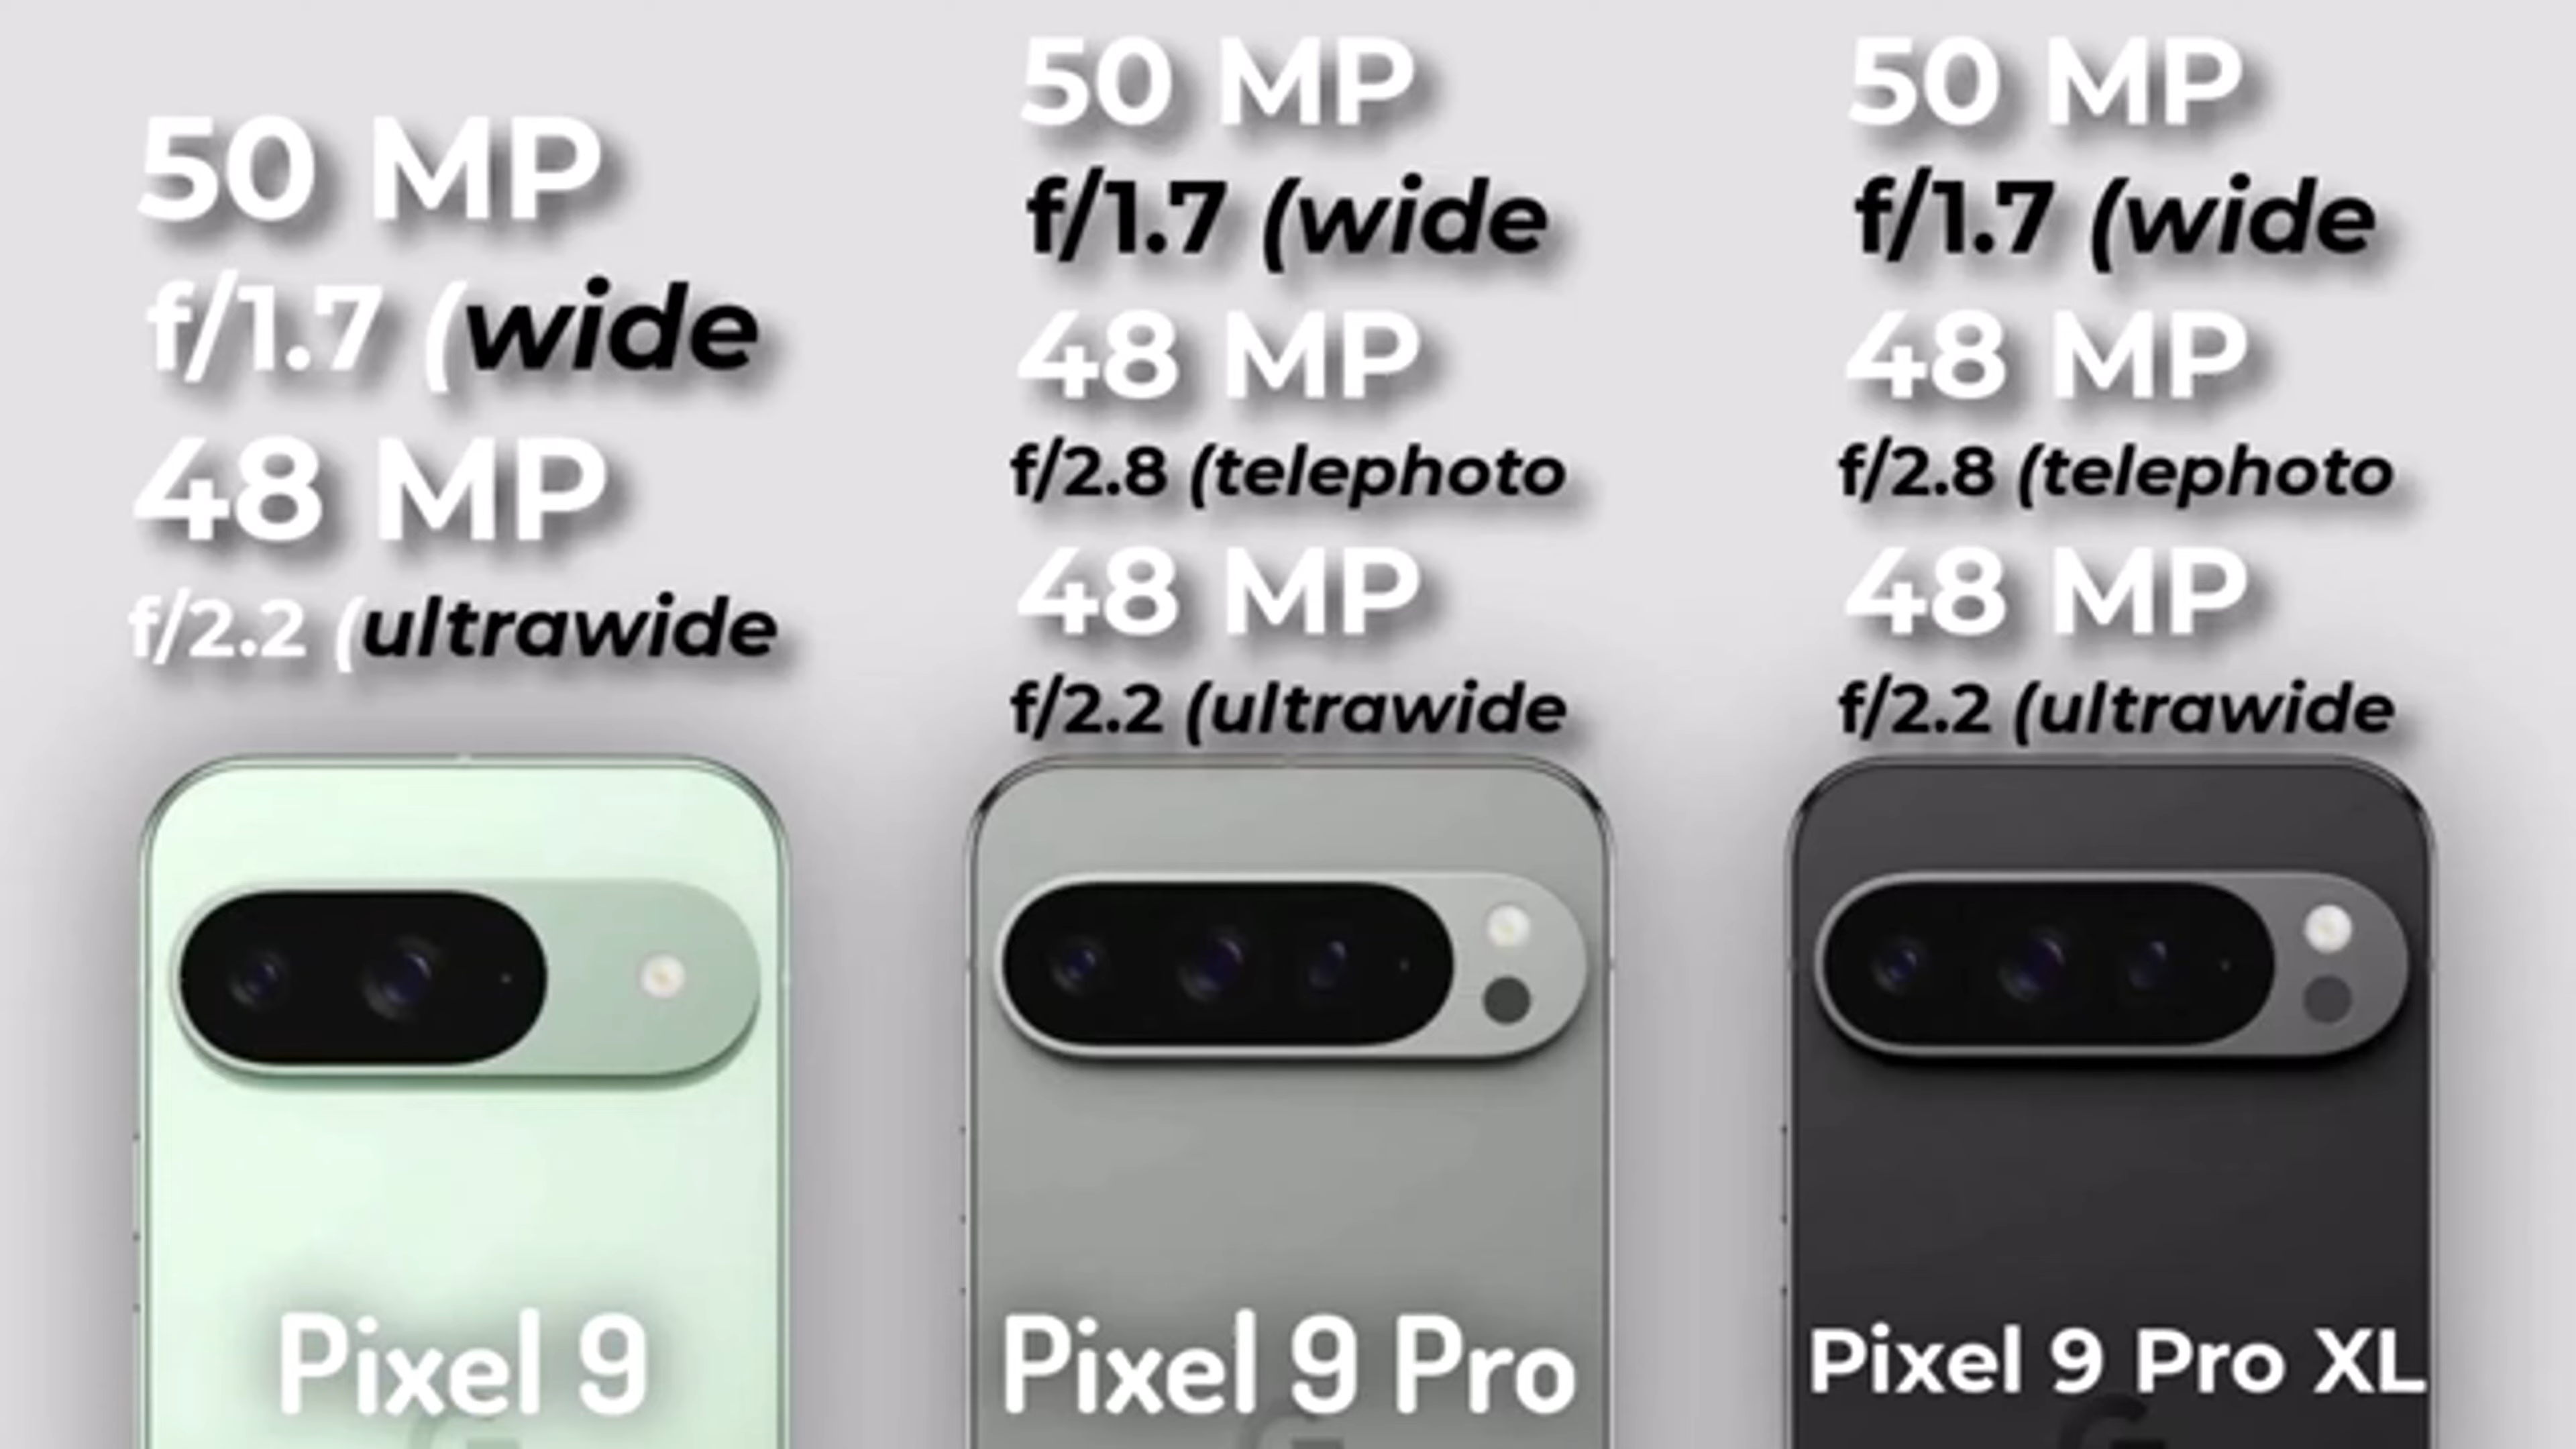 50 MP
f/1.7 (wide
48 MP
f/2.2 (ultrawide
Pixel 9
50 MP
f/1.7 (wide
48 MP
f/2.8 (telephoto
48 MP
f/2.2 (ultrawide
Pixel 9 Pro
50 MP
f/1.7 (wide
48 MP
f/2.8 (telephoto
48 MP
f/2.2 (ultrawide
Pixel 9 Pro XL